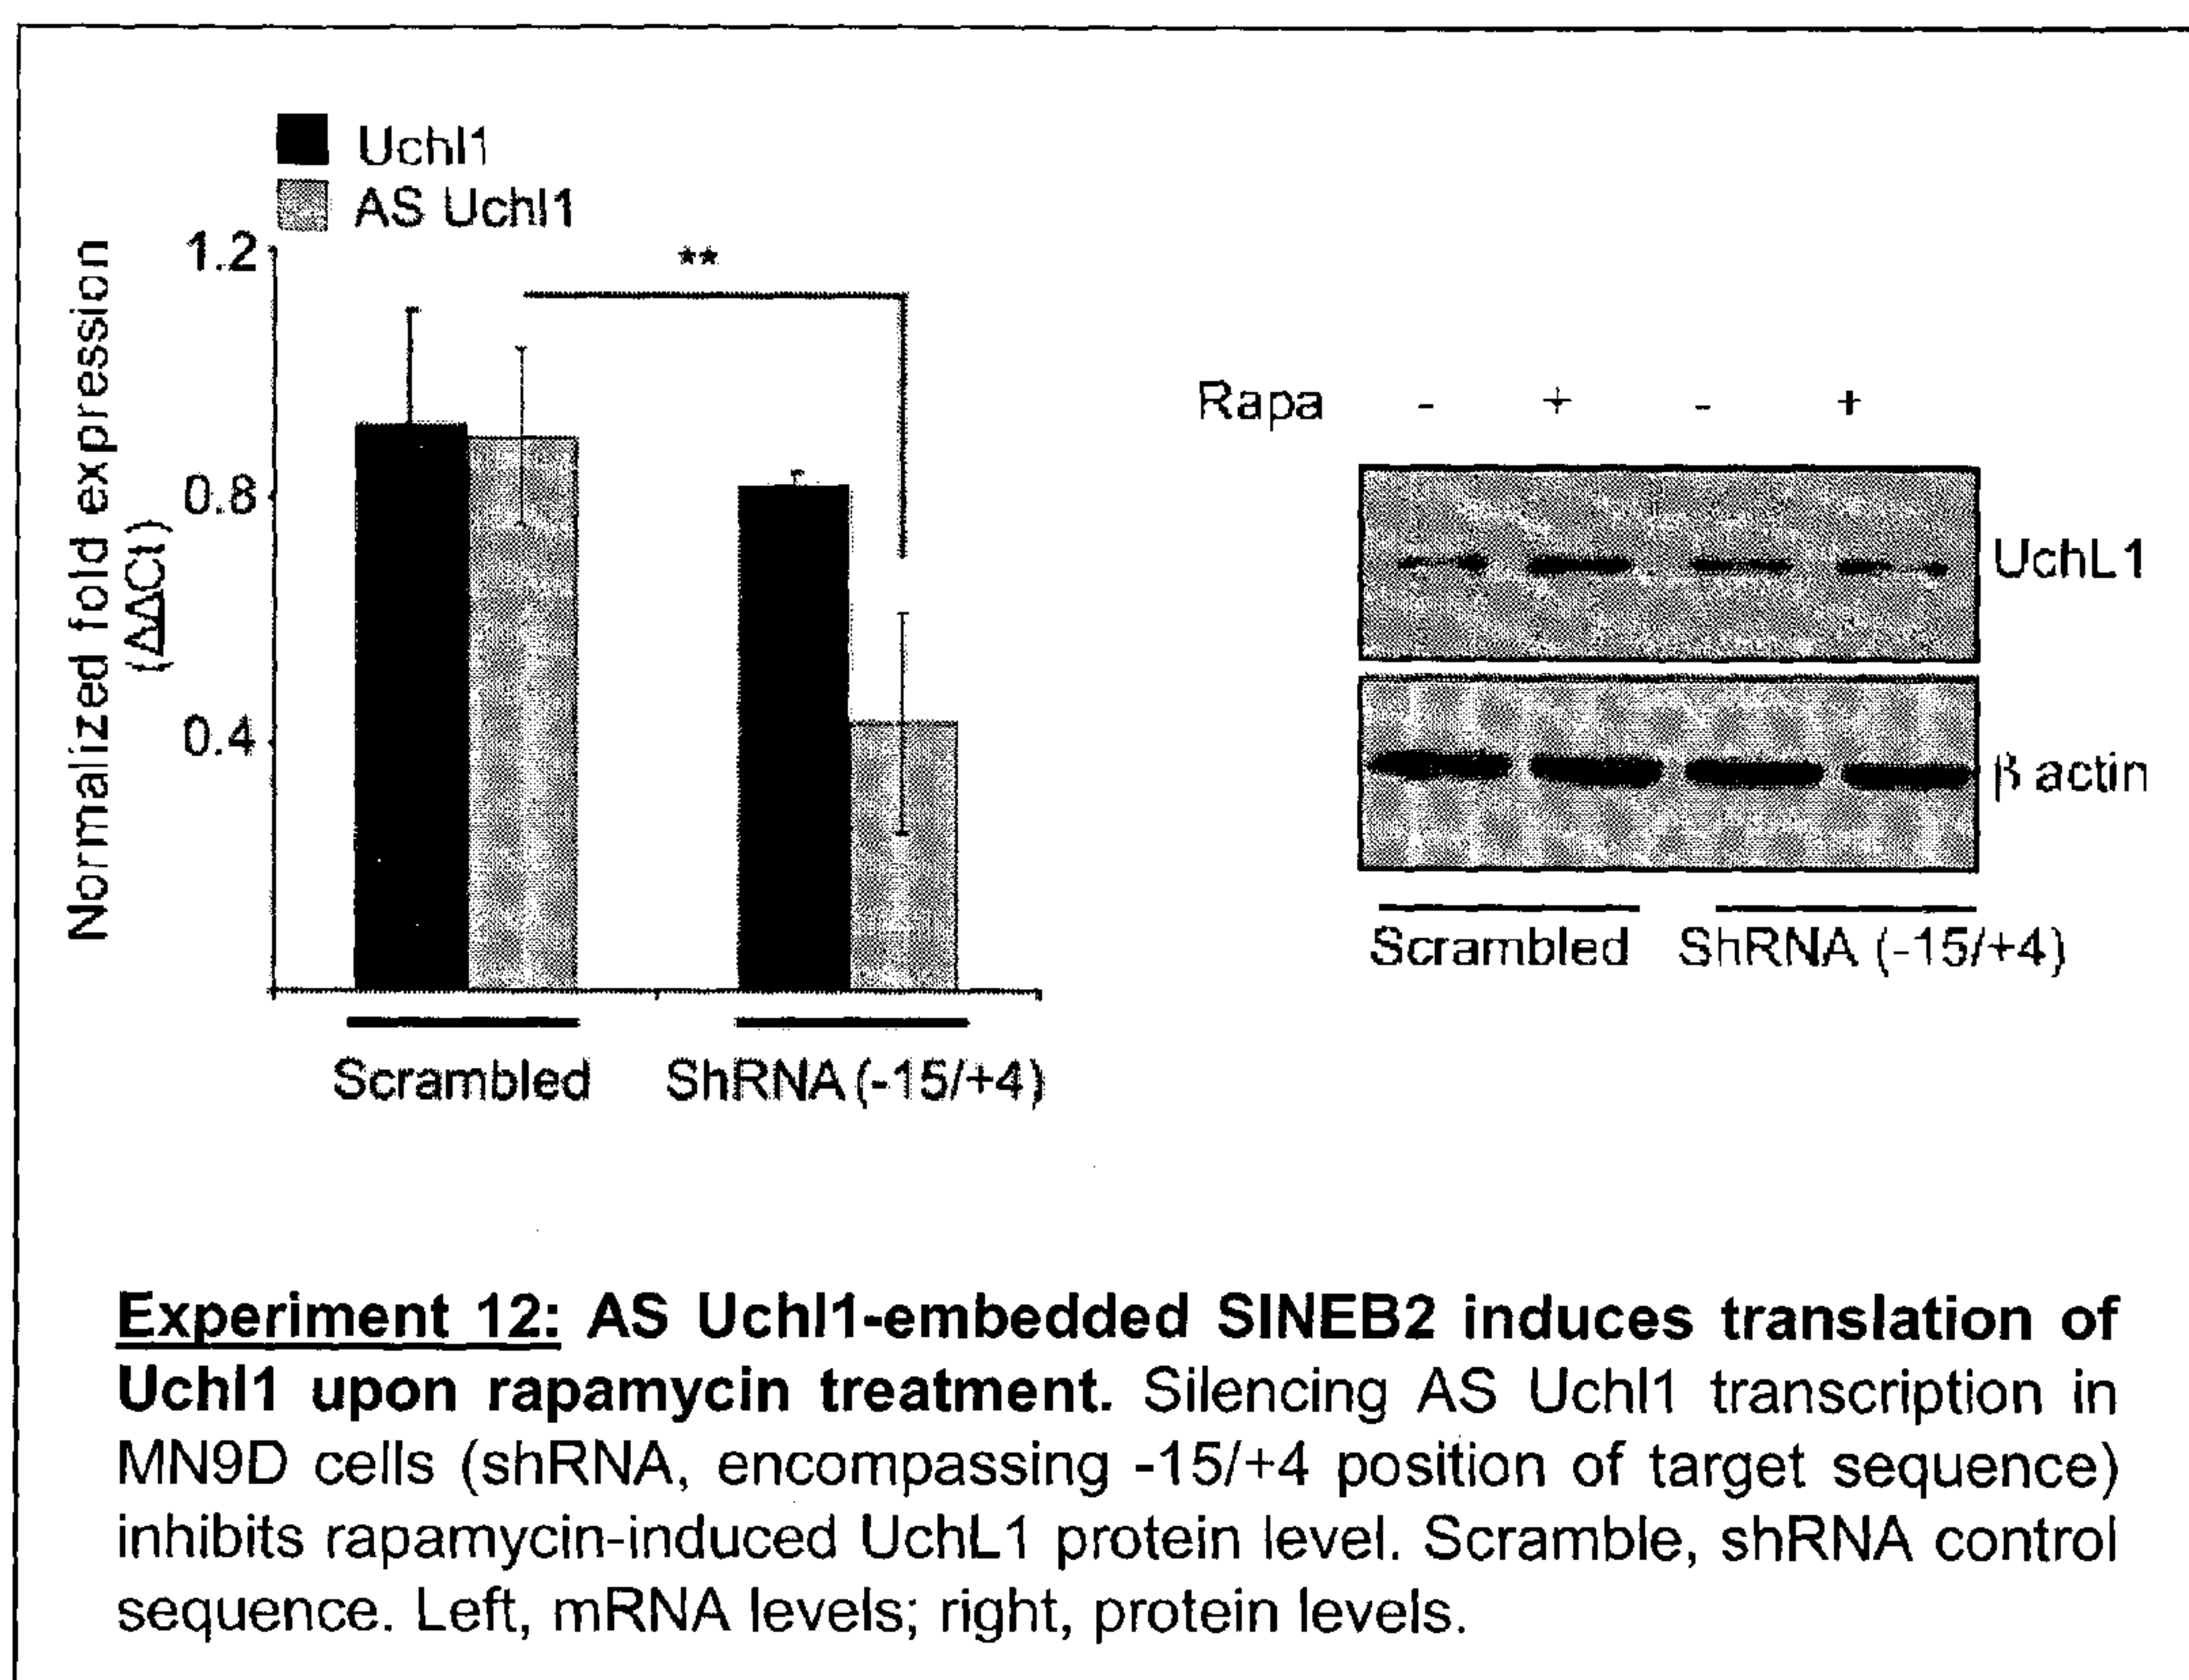 Uchl1
AS Uchl1
**
Normalized fold expression
(ΔΔCt)
1.2
0.8
0.4
Scrambled ShRNA (-15/+4)
Rapa - + - +
UchL1
β actin
Scrambled ShRNA (-15/+4)
Experiment 12: AS Uchl1-embedded SINEB2 induces translation of
Uchl1 upon rapamycin treatment. Silencing AS Uchl1 transcription in
MN9D cells (shRNA, encompassing -15/+4 position of target sequence)
inhibits rapamycin-induced UchL1 protein level. Scramble, shRNA control
sequence. Left, mRNA levels; right, protein levels.